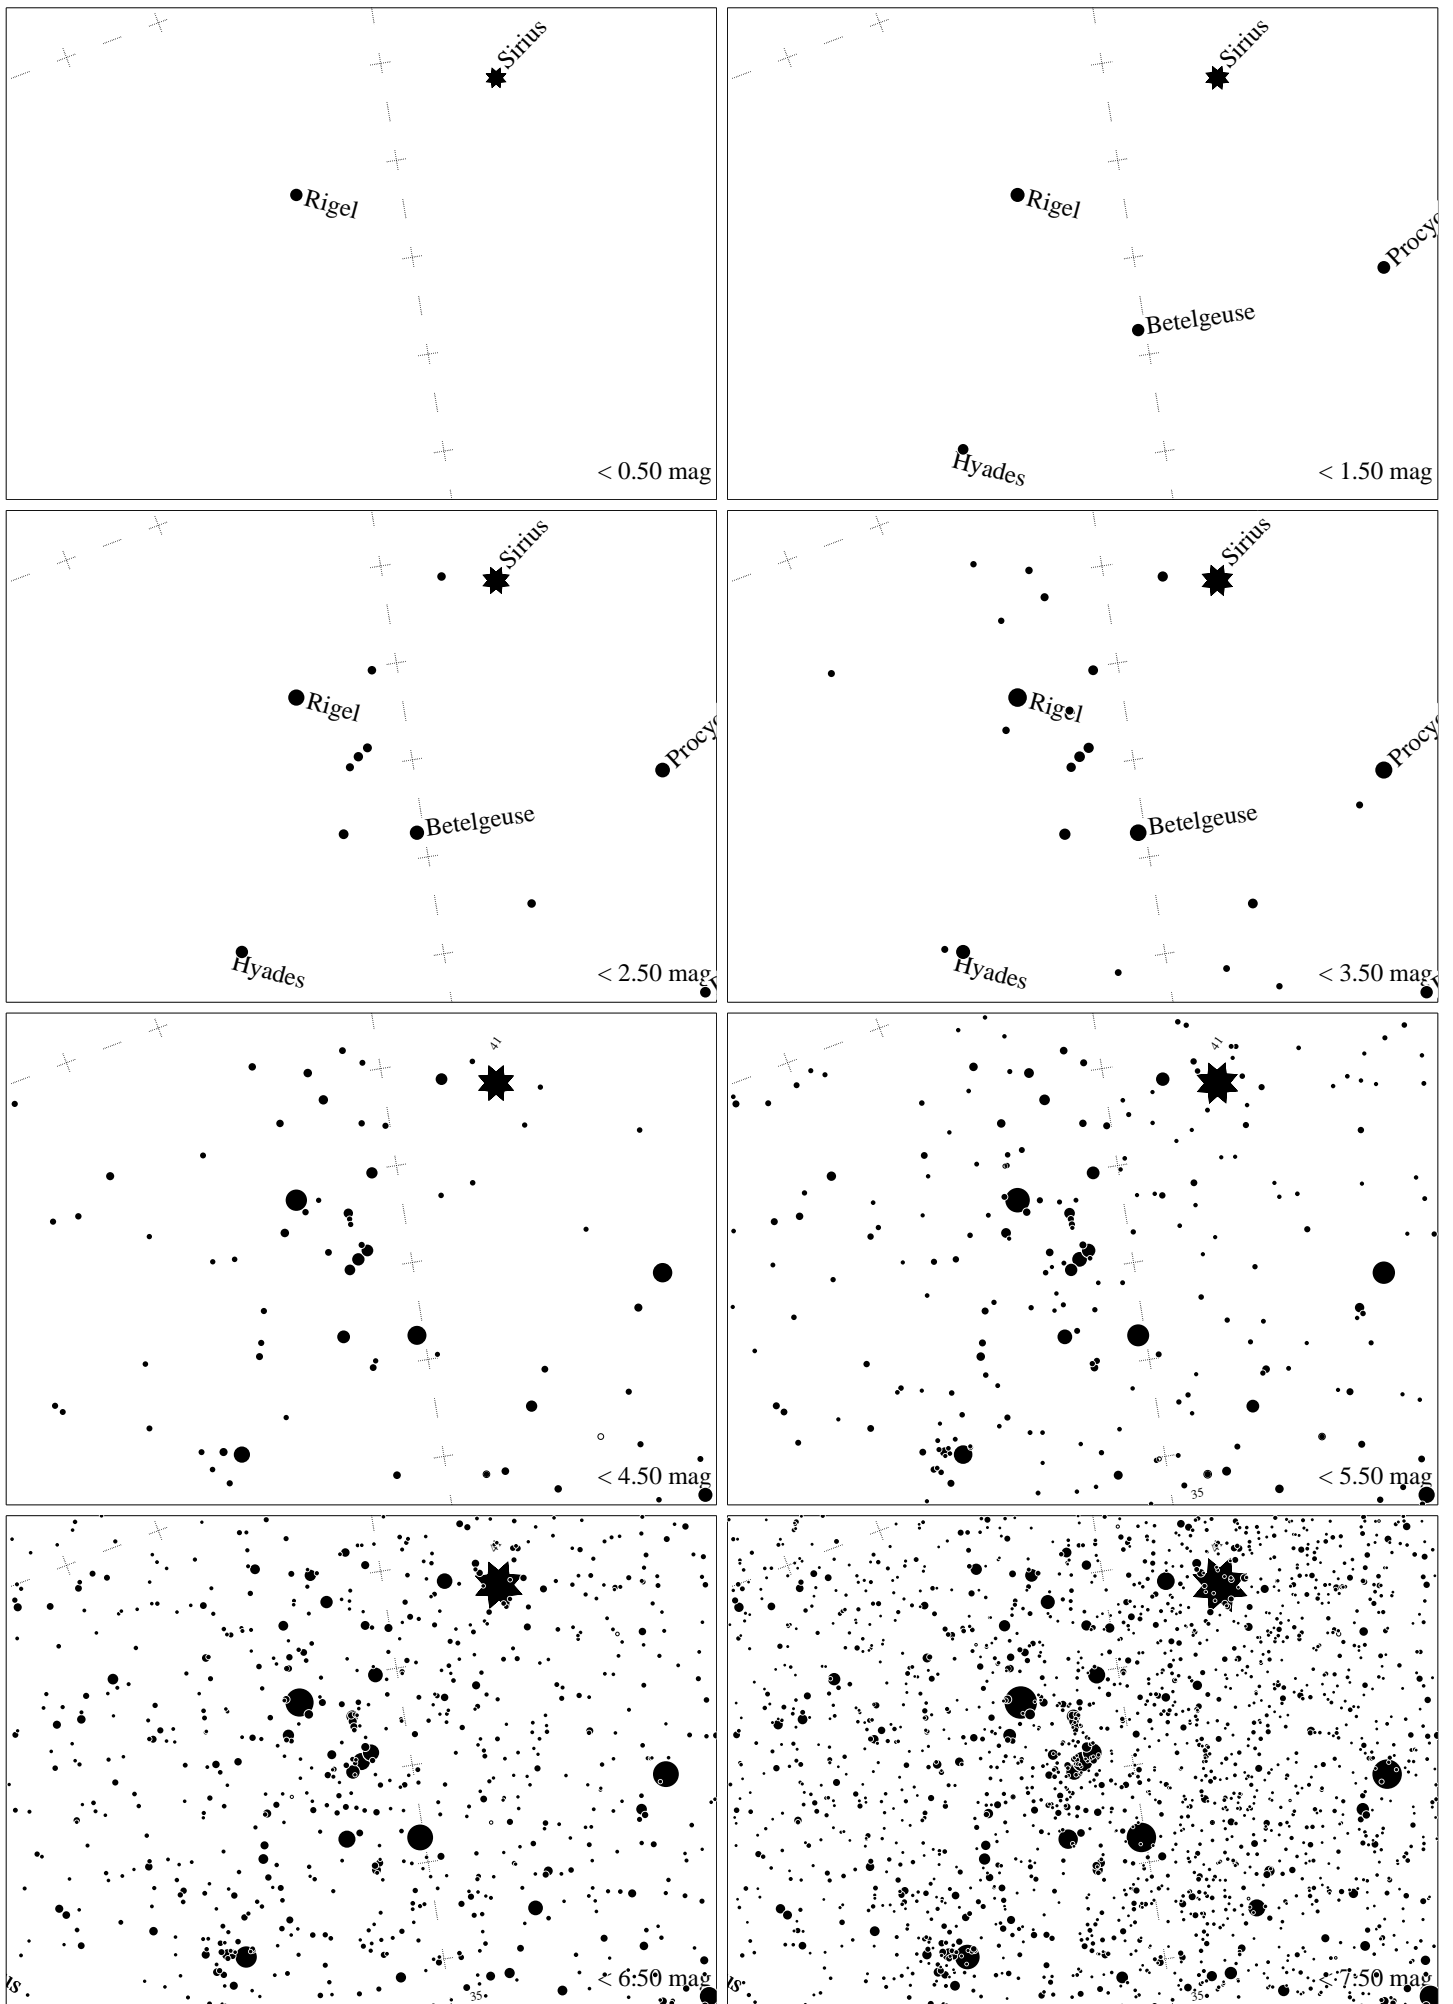 Sirius
Rigel
< 0.50 mag
Sirius
Rigel
Procyo
Betelgeuse
Hyades
< 1.50 mag
Sirius
Rigel
Procyo
Betelgeuse
Hyades
< 2.50 mag
Sirius
Rigel
Procyo
Betelgeuse
Hyades
< 3.50 mag
41
< 4.50 mag
41
35
< 5.50 mag
35
< 6.50 mag
35
< 7.50 mag